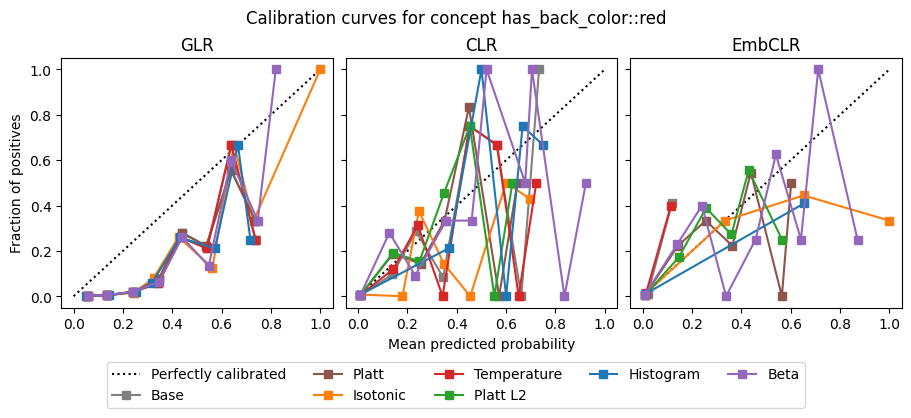 Calibration curves for concept has_back_color::red
GLR
CLR
EmbCLR
Fraction of positives
1.0
0.8
0.6
0.4
0.2
0.0
0.0 0.2 0.4 0.6 0.8 1.0
0.0 0.2 0.4 0.6 0.8 1.0
0.0 0.2 0.4 0.6 0.8 1.0
Mean predicted probability
Perfectly calibrated Platt Temperature Histogram Beta
Base Isotonic Platt L2